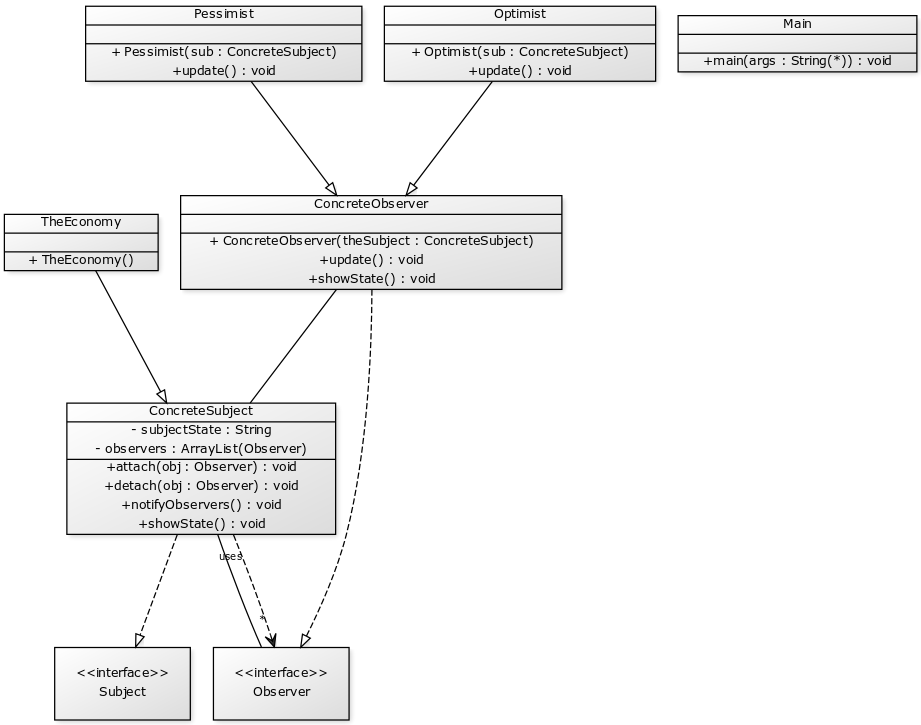 Pessimist
+ Pessimist(sub : ConcreteSubject)
+update() : void
Optimist
+ Optimist(sub : ConcreteSubject)
+update() : void
Main
+main(args : String(*)) : void
ConcreteObserver
+ ConcreteObserver(theSubject : ConcreteSubject)
+update() : void
+showState() : void
TheEconomy
+ TheEconomy()
ConcreteSubject
- subjectState : String
- observers : ArrayList(Observer)
+attach(obj : Observer) : void
+detach(obj : Observer) : void
+notifyObservers() : void
+showState() : void
uses
*
<<interface>>
Subject
<<interface>>
Observer